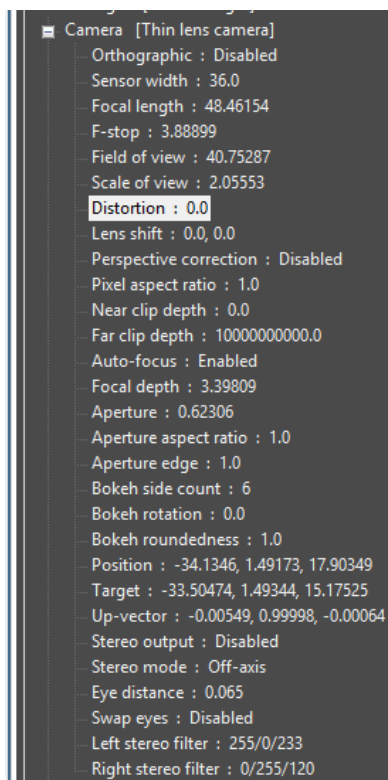 Camera [Thin lens camera]
Orthographic : Disabled
Sensor width : 36.0
Focal length : 48.46154
F-stop : 3.88899
Field of view : 40.75287
Scale of view : 2.05553
Distortion : 0.0
Lens shift : 0.0, 0.0
Perspective correction : Disabled
Pixel aspect ratio : 1.0
Near clip depth : 0.0
Far clip depth : 10000000000.0
Auto-focus : Enabled
Focal depth : 3.39809
Aperture : 0.62306
Aperture aspect ratio : 1.0
Aperture edge : 1.0
Bokeh side count : 6
Bokeh rotation : 0.0
Bokeh roundedness : 1.0
Position : -34.1346, 1.49173, 17.90349
Target : -33.50474, 1.49344, 15.17525
Up-vector : -0.00549, 0.99998, -0.00064
Stereo output : Disabled
Stereo mode : Off-axis
Eye distance : 0.065
Swap eyes : Disabled
Left stereo filter : 255/0/233
Right stereo filter : 0/255/120